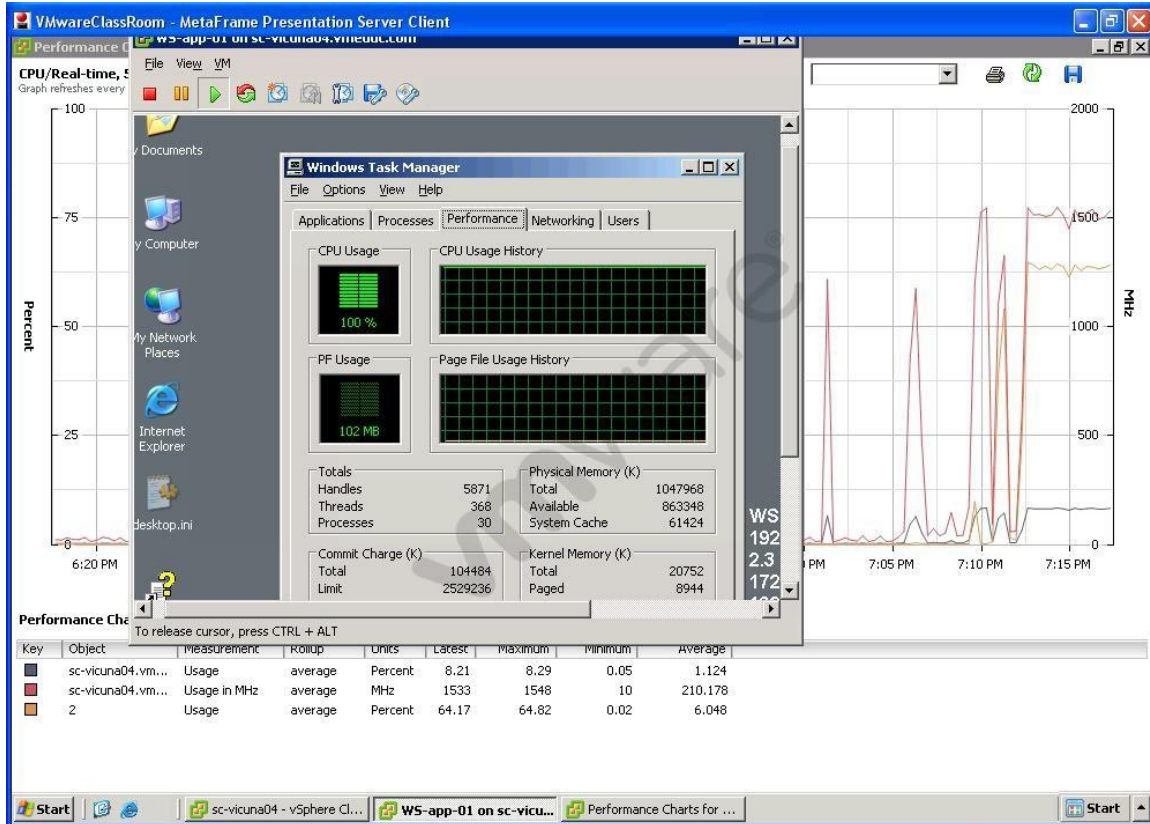 VMwareClassRoom - MetaFrame Presentation Server Client
Performance C
WS-app-01 on sc-vicuna04.vmeduc.com
CPU/Real-time, 5
Graph refreshes every
File View VM
100
75
50
25
0
Percent
Documents
y Computer
My Network
Places
Internet
Explorer
desktop.ini
Windows Task Manager
File Options View Help
Applications Processes Performance Networking Users
CPU Usage
CPU Usage History
100 %
PF Usage
Page File Usage History
102 MB
Totals
Handles 5871
Threads 368
Processes 30
Physical Memory (K)
Total 1047968
Available 863348
System Cache 61424
Commit Charge (K)
Total 104484
Limit 2529236
Kernel Memory (K)
Total 20752
Paged 8944
WS
192
2.3
172
vmware®
To release cursor, press CTRL + ALT
2000
1500
1000
500
0
MHz
6:20 PM
PM
7:05 PM
7:10 PM
7:15 PM
Performance Cha
Key Object Measurement Rollup Units Latest Maximum Minimum Average
sc-vicuna04.vm... Usage average Percent 8.21 8.29 0.05 1.124
sc-vicuna04.vm... Usage in MHz average MHz 1533 1548 10 210.178
2 Usage average Percent 64.17 64.82 0.02 6.048
Start
sc-vicuna04 - vSphere Cl...
WS-app-01 on sc-vicu...
Performance Charts for ...
Start